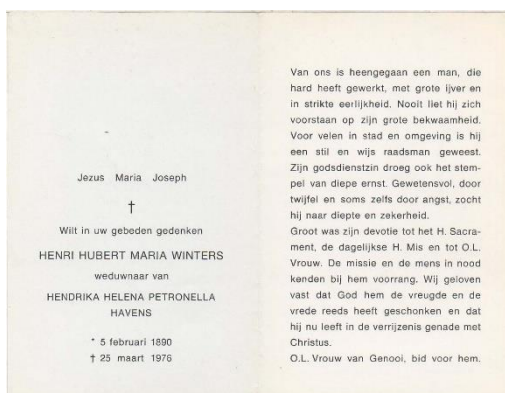 Jezus Maria Joseph
†
Wilt in uw gebeden gedenken
HENRI HUBERT MARIA WINTERS
weduwnaar van
HENDRIKA HELENA PETRONELLA
HAVENS
* 5 februari 1890
† 25 maart 1976
Van ons is heengegaan een man, die
hard heeft gewerkt, met grote ijver en
in strikte eerlijkheid. Nooit liet hij zich
voorstaan op zijn grote bekwaamheid.
Voor velen in stad en omgeving is hij
een stil en wijs raadsman geweest.
Zijn godsdienstzin droeg ook het stem-
pel van diepe ernst. Gewetensvol, door
twijfel en soms zelfs door angst, zocht
hij naar diepte en zekerheid.
Groot was zijn devotie tot het H. Sacra-
ment, de dagelijkse H. Mis en tot O.L.
Vrouw. De missie en de mens in nood
kenden bij hem voorrang. Wij geloven
vast dat God hem de vreugde en de
vrede reeds heeft geschonken en dat
hij nu leeft in de verrijzenis genade met
Christus.
O.L. Vrouw van Genooi, bid voor hem.